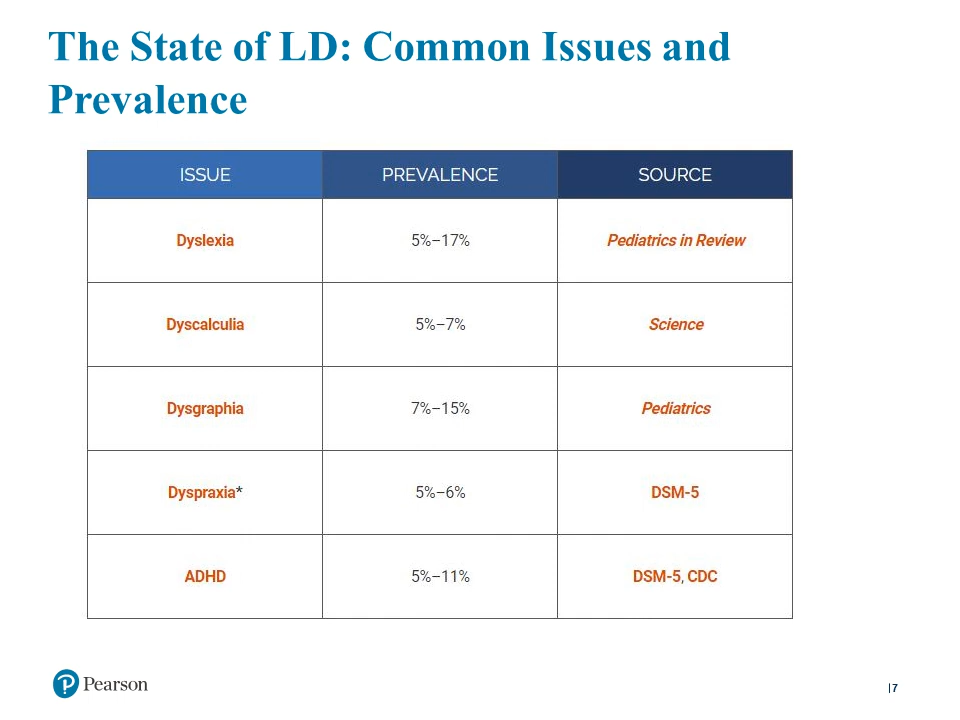 The State of LD: Common Issues and
Prevalence
ISSUE PREVALENCE SOURCE
Dyslexia 5%–17% Pediatrics in Review
Dyscalculia 5%–7% Science
Dysgraphia 7%–15% Pediatrics
Dyspraxia* 5%–6% DSM-5
ADHD 5%–11% DSM-5, CDC
P Pearson
|7